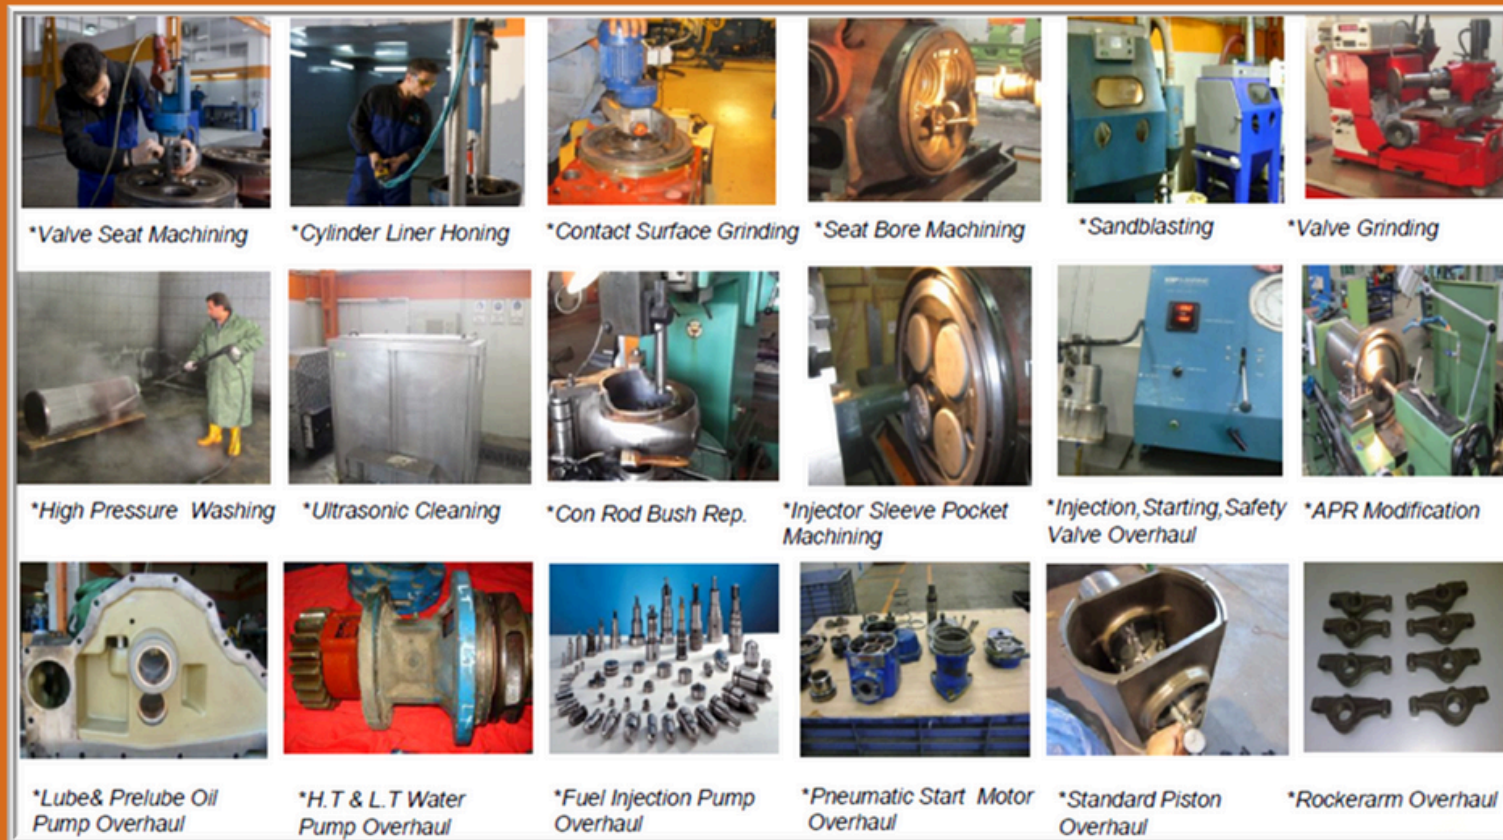 *Valve Seat Machining
*Cylinder Liner Honing
*Contact Surface Grinding
*Seat Bore Machining
*Sandblasting
*Valve Grinding
*High Pressure  Washing
*Ultrasonic Cleaning
*Con Rod Bush Rep.
*Injector Sleeve Pocket
Machining
*Injection,Starting,Safety
Valve Overhaul
*APR Modification
*Lube& Prelube Oil
Pump Overhaul
*H.T & L.T Water
Pump Overhaul
*Fuel Injection Pump
Overhaul
*Pneumatic Start  Motor
Overhaul
*Standard Piston
Overhaul
*Rockerarm Overhaul